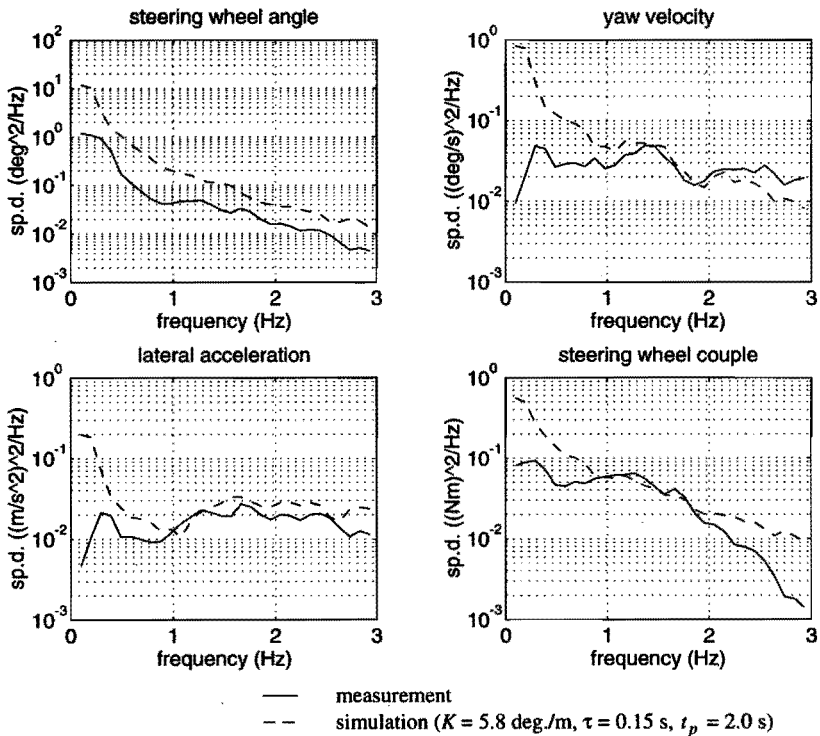 steering wheel angle
yaw velocity
sp.d. (deg^2/Hz)
10^2
10^1
10^0
10^-1
10^-2
10^-3
0 1 2 3
frequency (Hz)
sp.d. ((deg/s)^2/Hz)
10^0
10^-1
10^-2
10^-3
0 1 2 3
frequency (Hz)
lateral acceleration
steering wheel couple
sp.d. ((m/s^2)^2/Hz)
10^0
10^-1
10^-2
10^-3
0 1 2 3
frequency (Hz)
sp.d. ((Nm)^2/Hz)
10^0
10^-1
10^-2
10^-3
0 1 2 3
frequency (Hz)
measurement
simulation (K = 5.8 deg./m, τ = 0.15 s, t_p = 2.0 s)